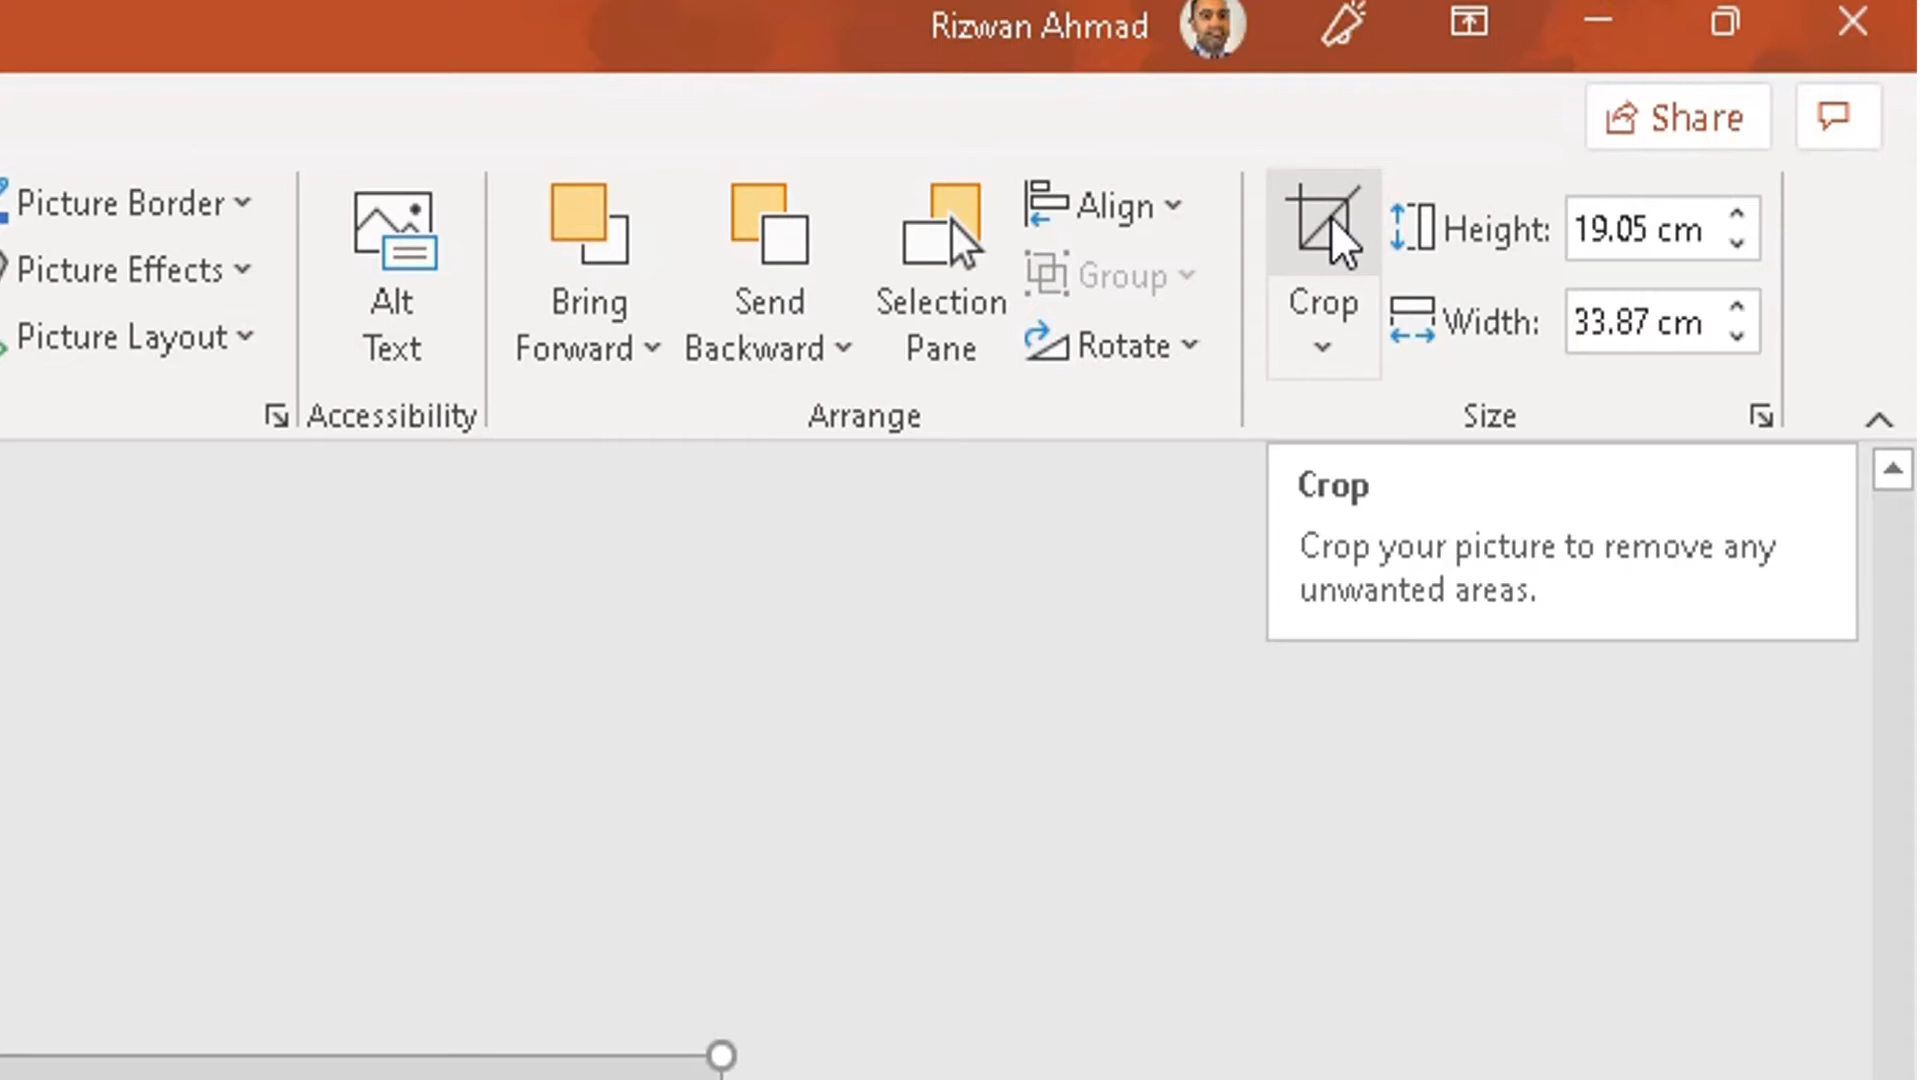 Rizwan Ahmad
Share
Picture Border
Picture Effects
Picture Layout
Alt
Text
Accessibility
Bring
Forward
Send
Backward
Selection
Pane
Align
Group
Rotate
Arrange
Crop
Height: 19.05 cm
Width: 33.87 cm
Size
Crop
Crop your picture to remove any
unwanted areas.